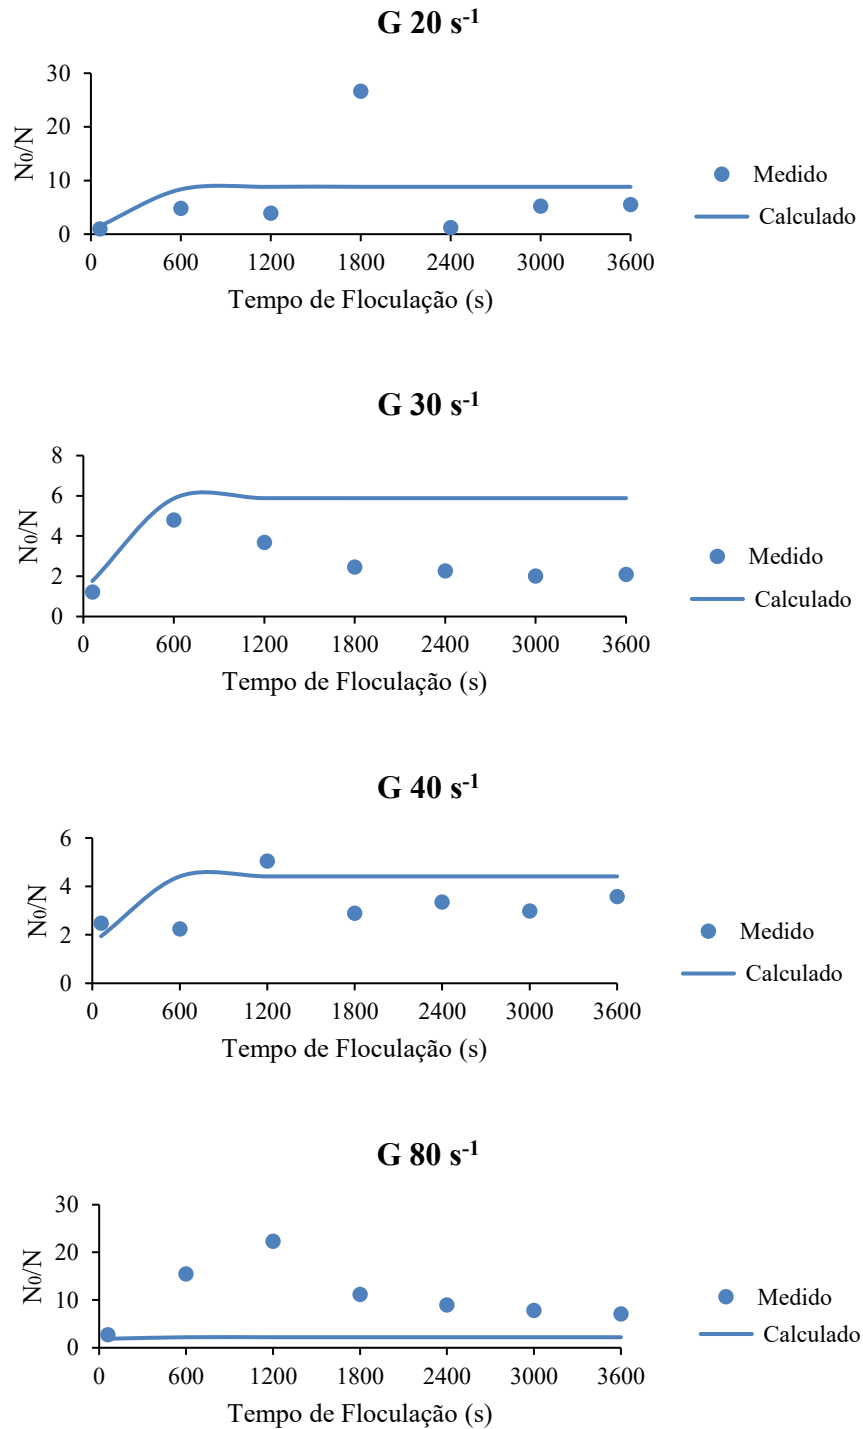 G 20 s-1
30
20
10
0
N0/N
0 600 1200 1800 2400 3000 3600
Tempo de Floculação (s)
Medido
Calculado
G 30 s-1
8
6
4
2
0
N0/N
0 600 1200 1800 2400 3000 3600
Tempo de Floculação (s)
Medido
Calculado
G 40 s-1
6
4
2
0
N0/N
0 600 1200 1800 2400 3000 3600
Tempo de Floculação (s)
Medido
Calculado
G 80 s-1
30
20
10
0
N0/N
0 600 1200 1800 2400 3000 3600
Tempo de Floculação (s)
Medido
Calculado